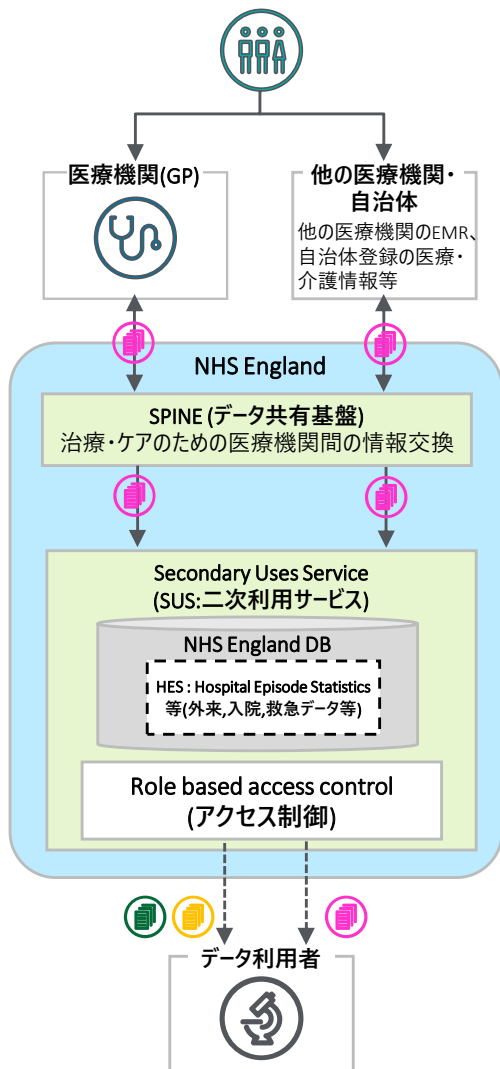 医療機関(GP)
他の医療機関・
自治体
他の医療機関のEMR、
自治体登録の医療・
介護情報等
NHS England
SPINE (データ共有基盤)
治療・ケアのための医療機関間の情報交換
Secondary Uses Service
(SUS:二次利用サービス)
NHS England DB
HES : Hospital Episode Statistics
等(外来,入院,救急データ等)
Role based access control
(アクセス制御)
データ利用者